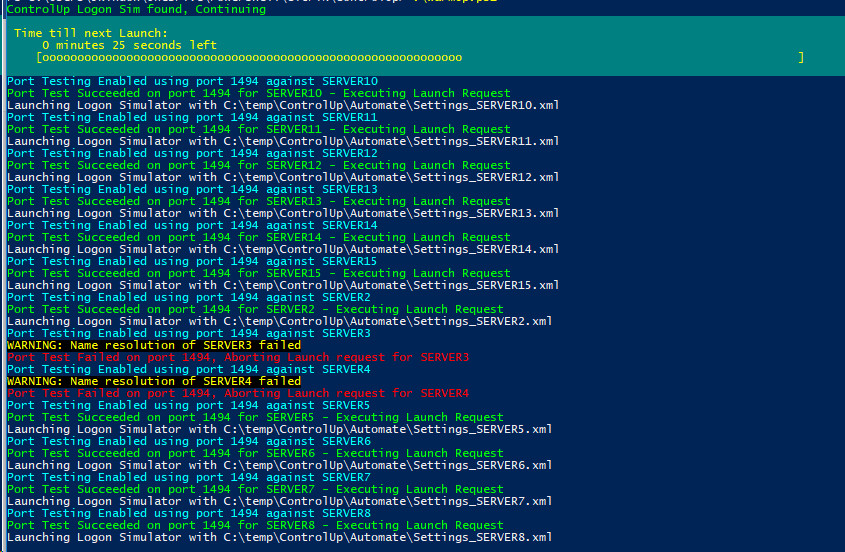 ControlUp Logon Sim found, Continuing
Time till next Launch:
0 minutes 25 seconds left
[oooooooooooooooooooooooooooooooooooooooooooooooooooooooooooo ]
Port Testing Enabled using port 1494 against SERVER10
Port Test Succeeded on port 1494 for SERVER10 - Executing Launch Request
Launching Logon Simulator with C:\temp\ControlUp\Automate\Settings_SERVER10.xml
Port Testing Enabled using port 1494 against SERVER11
Port Test Succeeded on port 1494 for SERVER11 - Executing Launch Request
Launching Logon Simulator with C:\temp\ControlUp\Automate\Settings_SERVER11.xml
Port Testing Enabled using port 1494 against SERVER12
Port Test Succeeded on port 1494 for SERVER12 - Executing Launch Request
Launching Logon Simulator with C:\temp\ControlUp\Automate\Settings_SERVER12.xml
Port Testing Enabled using port 1494 against SERVER13
Port Test Succeeded on port 1494 for SERVER13 - Executing Launch Request
Launching Logon Simulator with C:\temp\ControlUp\Automate\Settings_SERVER13.xml
Port Testing Enabled using port 1494 against SERVER14
Port Test Succeeded on port 1494 for SERVER14 - Executing Launch Request
Launching Logon Simulator with C:\temp\ControlUp\Automate\Settings_SERVER14.xml
Port Testing Enabled using port 1494 against SERVER15
Port Test Succeeded on port 1494 for SERVER15 - Executing Launch Request
Launching Logon Simulator with C:\temp\ControlUp\Automate\Settings_SERVER15.xml
Port Testing Enabled using port 1494 against SERVER2
Port Test Succeeded on port 1494 for SERVER2 - Executing Launch Request
Launching Logon Simulator with C:\temp\ControlUp\Automate\Settings_SERVER2.xml
Port Testing Enabled using port 1494 against SERVER3
WARNING: Name resolution of SERVER3 failed
Port Test Failed on port 1494, Aborting Launch request for SERVER3
Port Testing Enabled using port 1494 against SERVER4
WARNING: Name resolution of SERVER4 failed
Port Test Failed on port 1494, Aborting Launch request for SERVER4
Port Testing Enabled using port 1494 against SERVER5
Port Test Succeeded on port 1494 for SERVER5 - Executing Launch Request
Launching Logon Simulator with C:\temp\ControlUp\Automate\Settings_SERVER5.xml
Port Testing Enabled using port 1494 against SERVER6
Port Test Succeeded on port 1494 for SERVER6 - Executing Launch Request
Launching Logon Simulator with C:\temp\ControlUp\Automate\Settings_SERVER6.xml
Port Testing Enabled using port 1494 against SERVER7
Port Test Succeeded on port 1494 for SERVER7 - Executing Launch Request
Launching Logon Simulator with C:\temp\ControlUp\Automate\Settings_SERVER7.xml
Port Testing Enabled using port 1494 against SERVER8
Port Test Succeeded on port 1494 for SERVER8 - Executing Launch Request
Launching Logon Simulator with C:\temp\ControlUp\Automate\Settings_SERVER8.xml